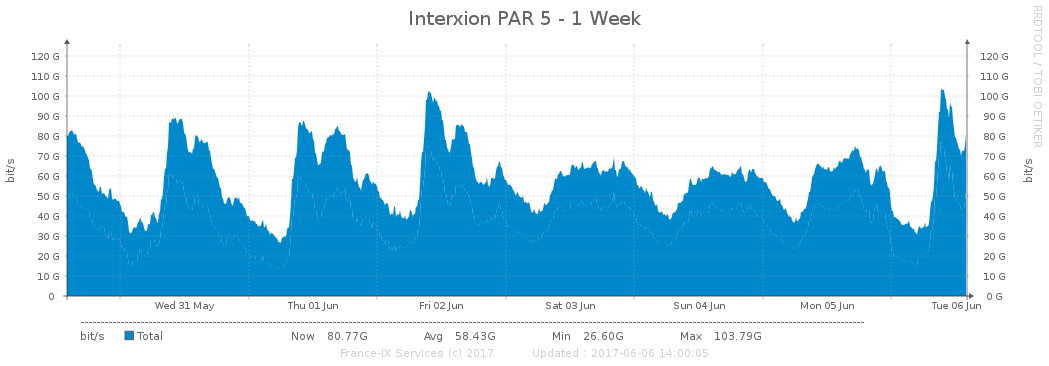 Interxion PAR 5 - 1 Week
RRDTOOL / TOBI OETIKER
bit/s
120 G 120 G
110 G 110 G
100 G 100 G
90 G 90 G
80 G 80 G
70 G 70 G
60 G 60 G
50 G 50 G
40 G 40 G
30 G 30 G
20 G 20 G
10 G 10 G
0 0 G
bit/s
Wed 31 May Thu 01 Jun Fri 02 Jun Sat 03 Jun Sun 04 Jun Mon 05 Jun Tue 06 Jun
bit/s Total Now 80.77G Avg 58.43G Min 26.60G Max 103.79G
France-IX Services (c) 2017 Updated : 2017-06-06 14:00:05